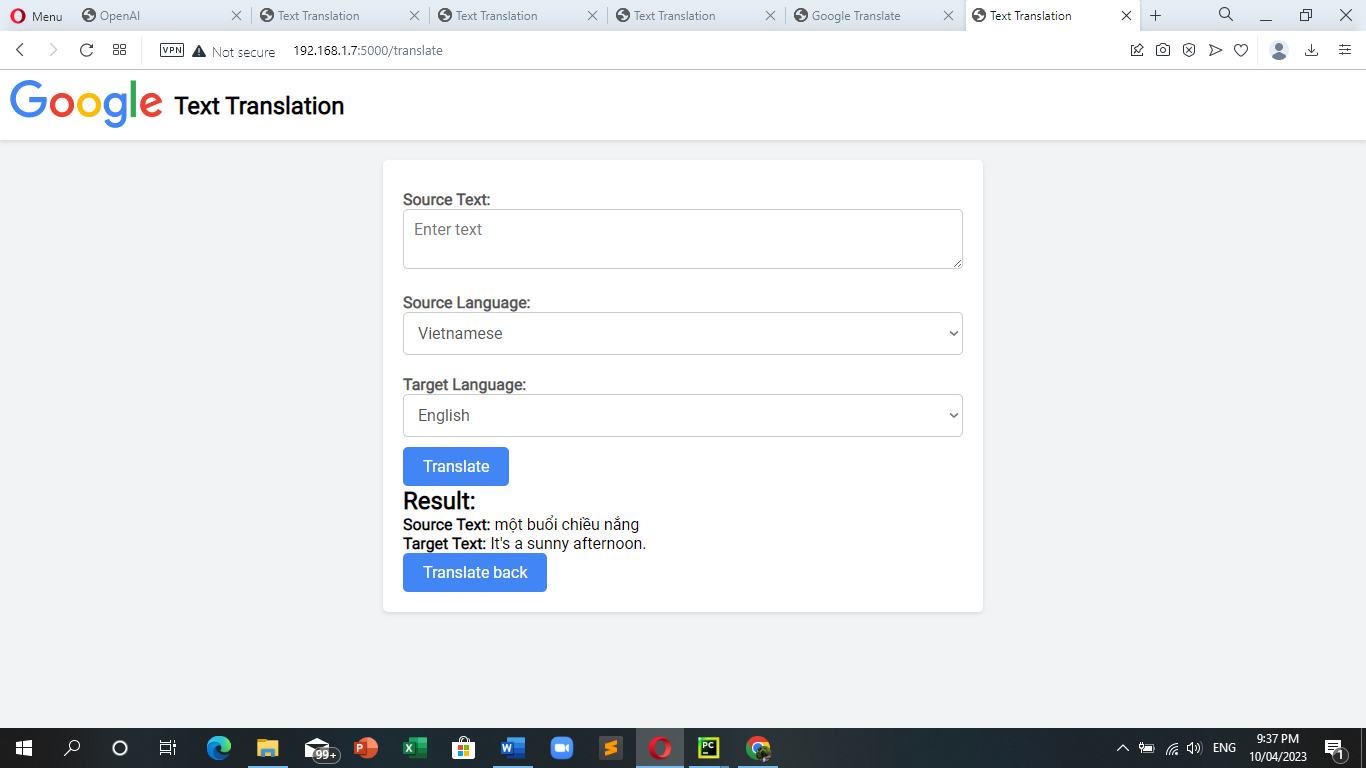 Menu OpenAI Text Translation Text Translation Text Translation Google Translate Text Translation
VPN Not secure 192.168.1.7:5000/translate
Google Text Translation
Source Text:
Enter text
Source Language:
Vietnamese
Target Language:
English
Translate
Result:
Source Text: một buổi chiều nắng
Target Text: It's a sunny afternoon.
Translate back
99+ P X W PC ENG 9:37 PM 1
10/04/2023